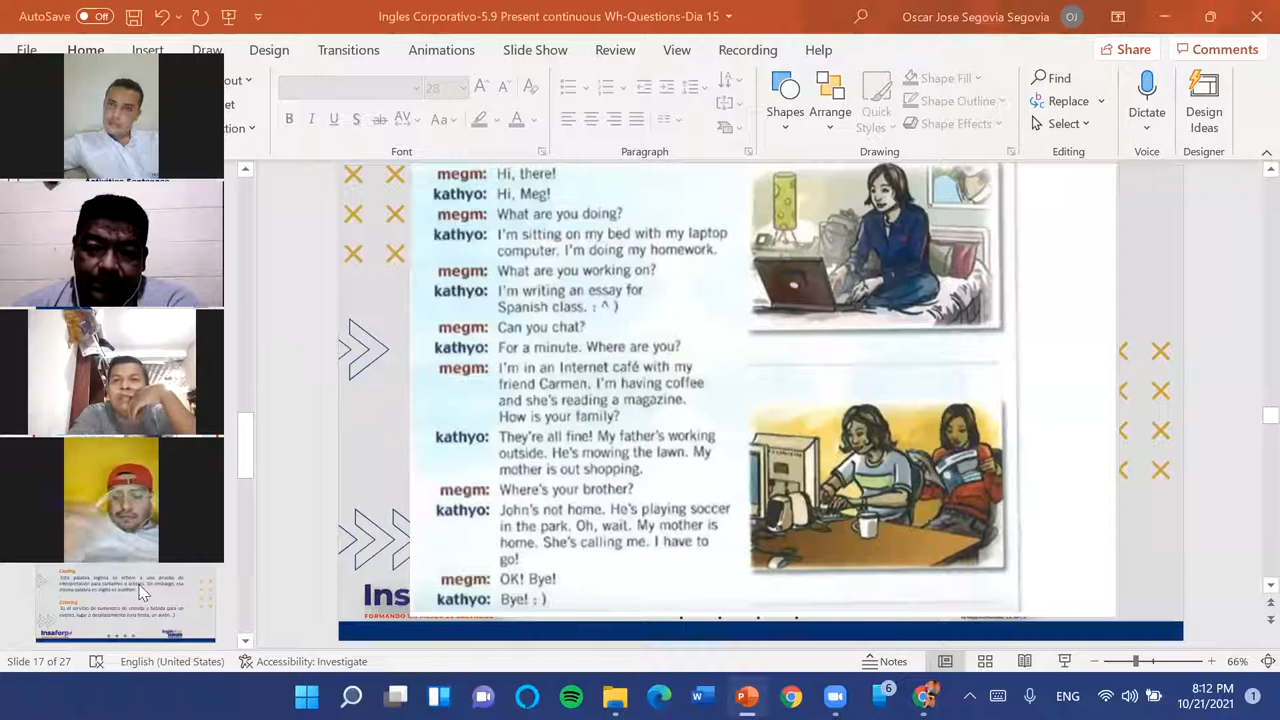 AutoSave Off Ingles Corporativo-5.9 Present continuous Wh-Questions-Dia 15 Oscar Jose Segovia Segovia OJ
File Home Insert Draw Design Transitions Animations Slide Show Review View Recording Help Share Comments
Shapes Arrange Quick Styles Shape Fill Shape Outline Shape Effects Find Replace Select Dictate Design Ideas
Font Paragraph Drawing Editing Voice Designer
megm: Hi, there!
kathyo: Hi, Meg!
megm: What are you doing?
kathyo: I'm sitting on my bed with my laptop
computer. I'm doing my homework.
megm: What are you working on?
kathyo: I'm writing an essay for
Spanish class. : ^ )
megm: Can you chat?
kathyo: For a minute. Where are you?
megm: I'm in an Internet café with my
friend Carmen. I'm having coffee
and she's reading a magazine.
How is your family?
kathyo: They're all fine! My father's working
outside. He's mowing the lawn. My
mother is out shopping.
megm: Where's your brother?
kathyo: John's not home. He's playing soccer
in the park. Oh, wait. My mother is
home. She's calling me. I have to
go!
megm: OK! Bye!
kathyo: Bye! : )
Casting
Catering
Insaforp
Slide 17 of 27 English (United States) Accessibility: Investigate Notes 66%
6 ENG 8:12 PM
10/21/2021 1